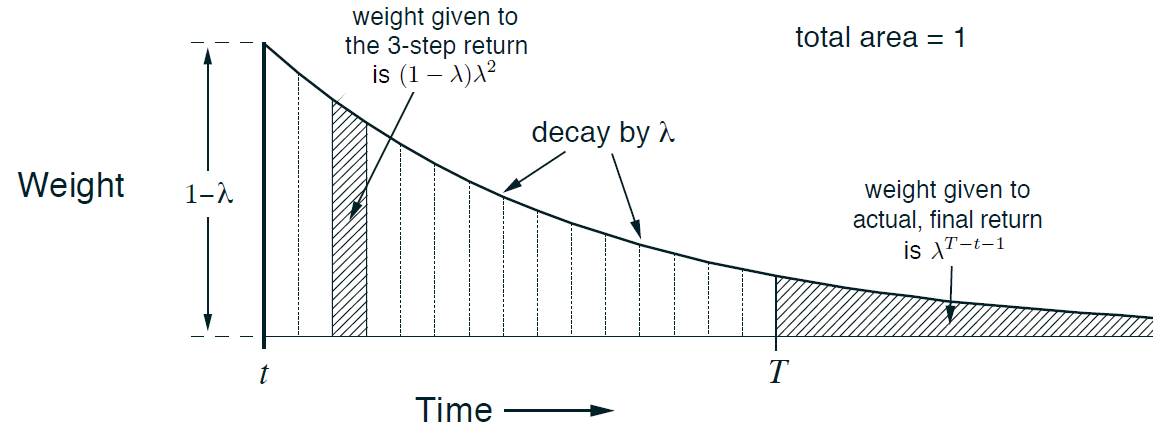 weight given to
the 3-step return
is (1 − λ)λ²
total area = 1
decay by λ
Weight
1−λ
weight given to
actual, final return
is λ^{T−t−1}
t
T
Time